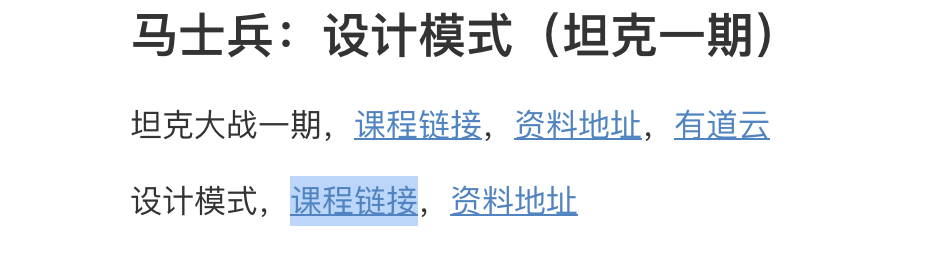 马士兵：设计模式（坦克一期）
坦克大战一期，课程链接，资料地址，有道云
设计模式，课程链接，资料地址